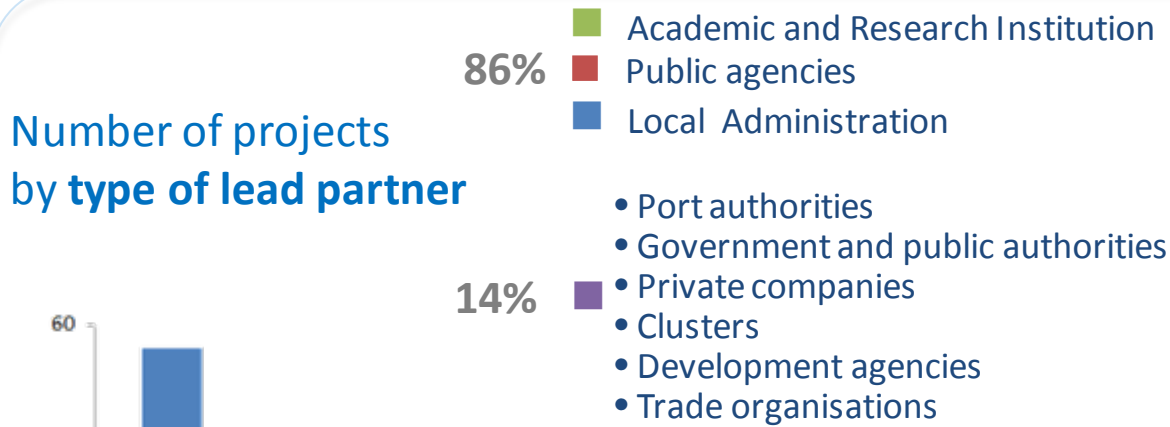 Academic and Research Institution
86%
Public agencies
Local Administration
Number of projects
by type of lead partner
• Port authorities
• Government and public authorities
14%
• Private companies
• Clusters
• Development agencies
• Trade organisations
60